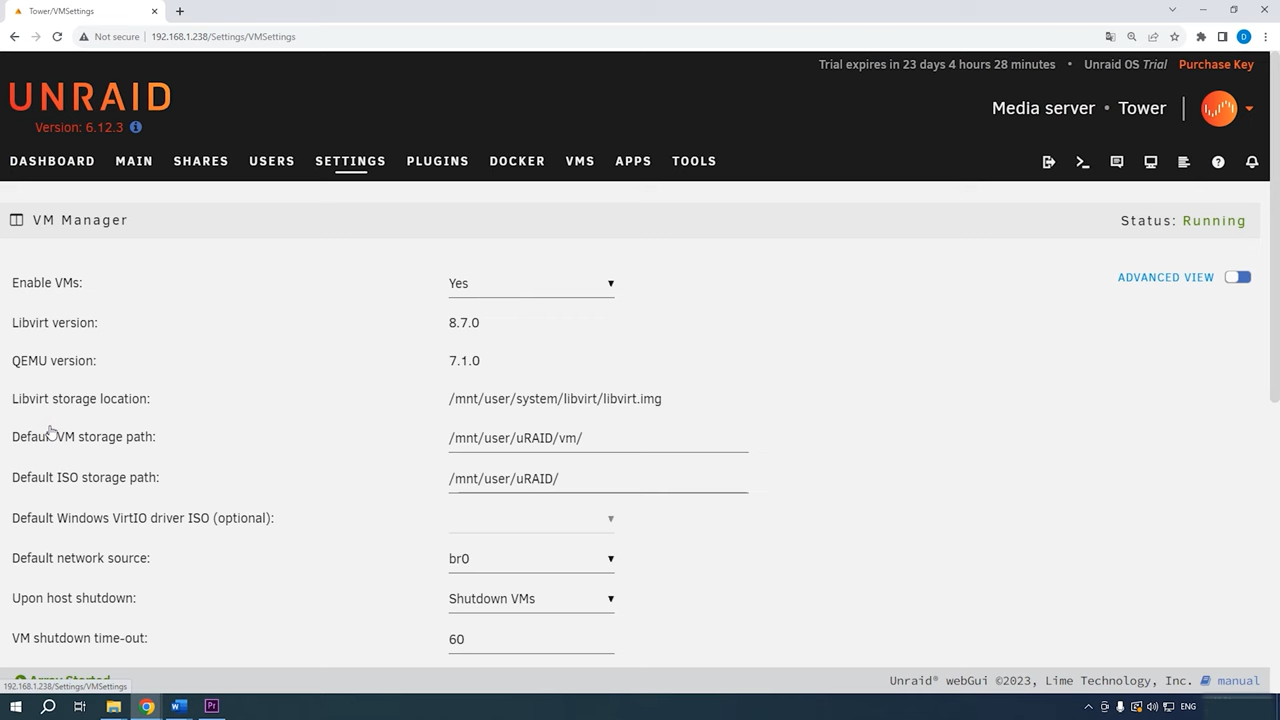 Tower/VMSettings
Not secure 192.168.1.238/Settings/VMSettings
Trial expires in 23 days 4 hours 28 minutes • Unraid OS Trial Purchase Key
UNRAID
Version: 6.12.3
Media server • Tower
DASHBOARD MAIN SHARES USERS SETTINGS PLUGINS DOCKER VMS APPS TOOLS
VM Manager Status: Running
ADVANCED VIEW
Enable VMs: Yes
Libvirt version: 8.7.0
QEMU version: 7.1.0
Libvirt storage location: /mnt/user/system/libvirt/libvirt.img
Default VM storage path: /mnt/user/uRAID/vm/
Default ISO storage path: /mnt/user/uRAID/
Default Windows VirtIO driver ISO (optional):
Default network source: br0
Upon host shutdown: Shutdown VMs
VM shutdown time-out: 60
Array Started
Unraid® webGui ©2023, Lime Technology, Inc. manual
192.168.1.238/Settings/VMSettings
ENG